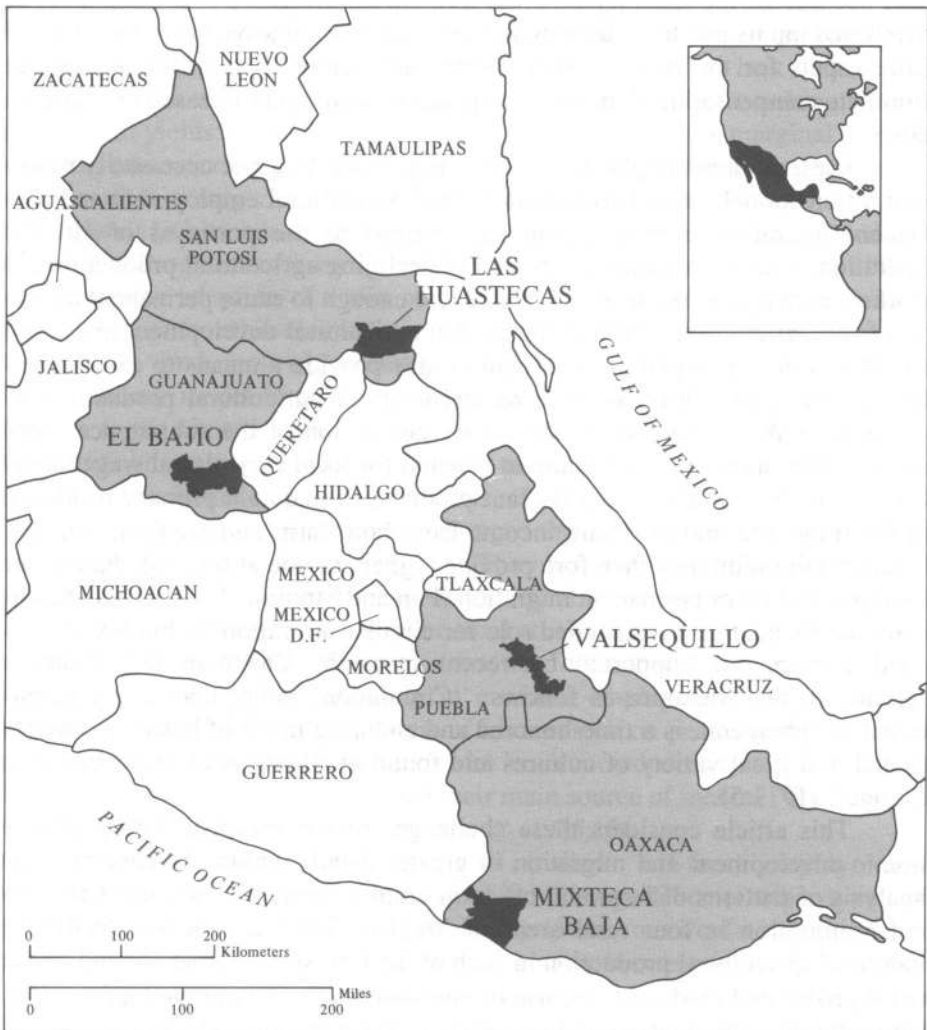 ZACATECAS
NUEVO
LEON
TAMAULIPAS
AGUASCALIENTES
SAN LUIS
POTOSI
LAS
HUASTECAS
JALISCO
GUANAJUATO
QUERETARO
EL BAJIO
GULF OF MEXICO
HIDALGO
MICHOACAN
MEXICO
TLAXCALA
MEXICO
D.F.
VALSEQUILLO
MORELOS
VERACRUZ
PUEBLA
GUERRERO
PACIFIC OCEAN
OAXACA
MIXTECA
BAJA
0 100 200
Kilometers
0 100 200
Miles